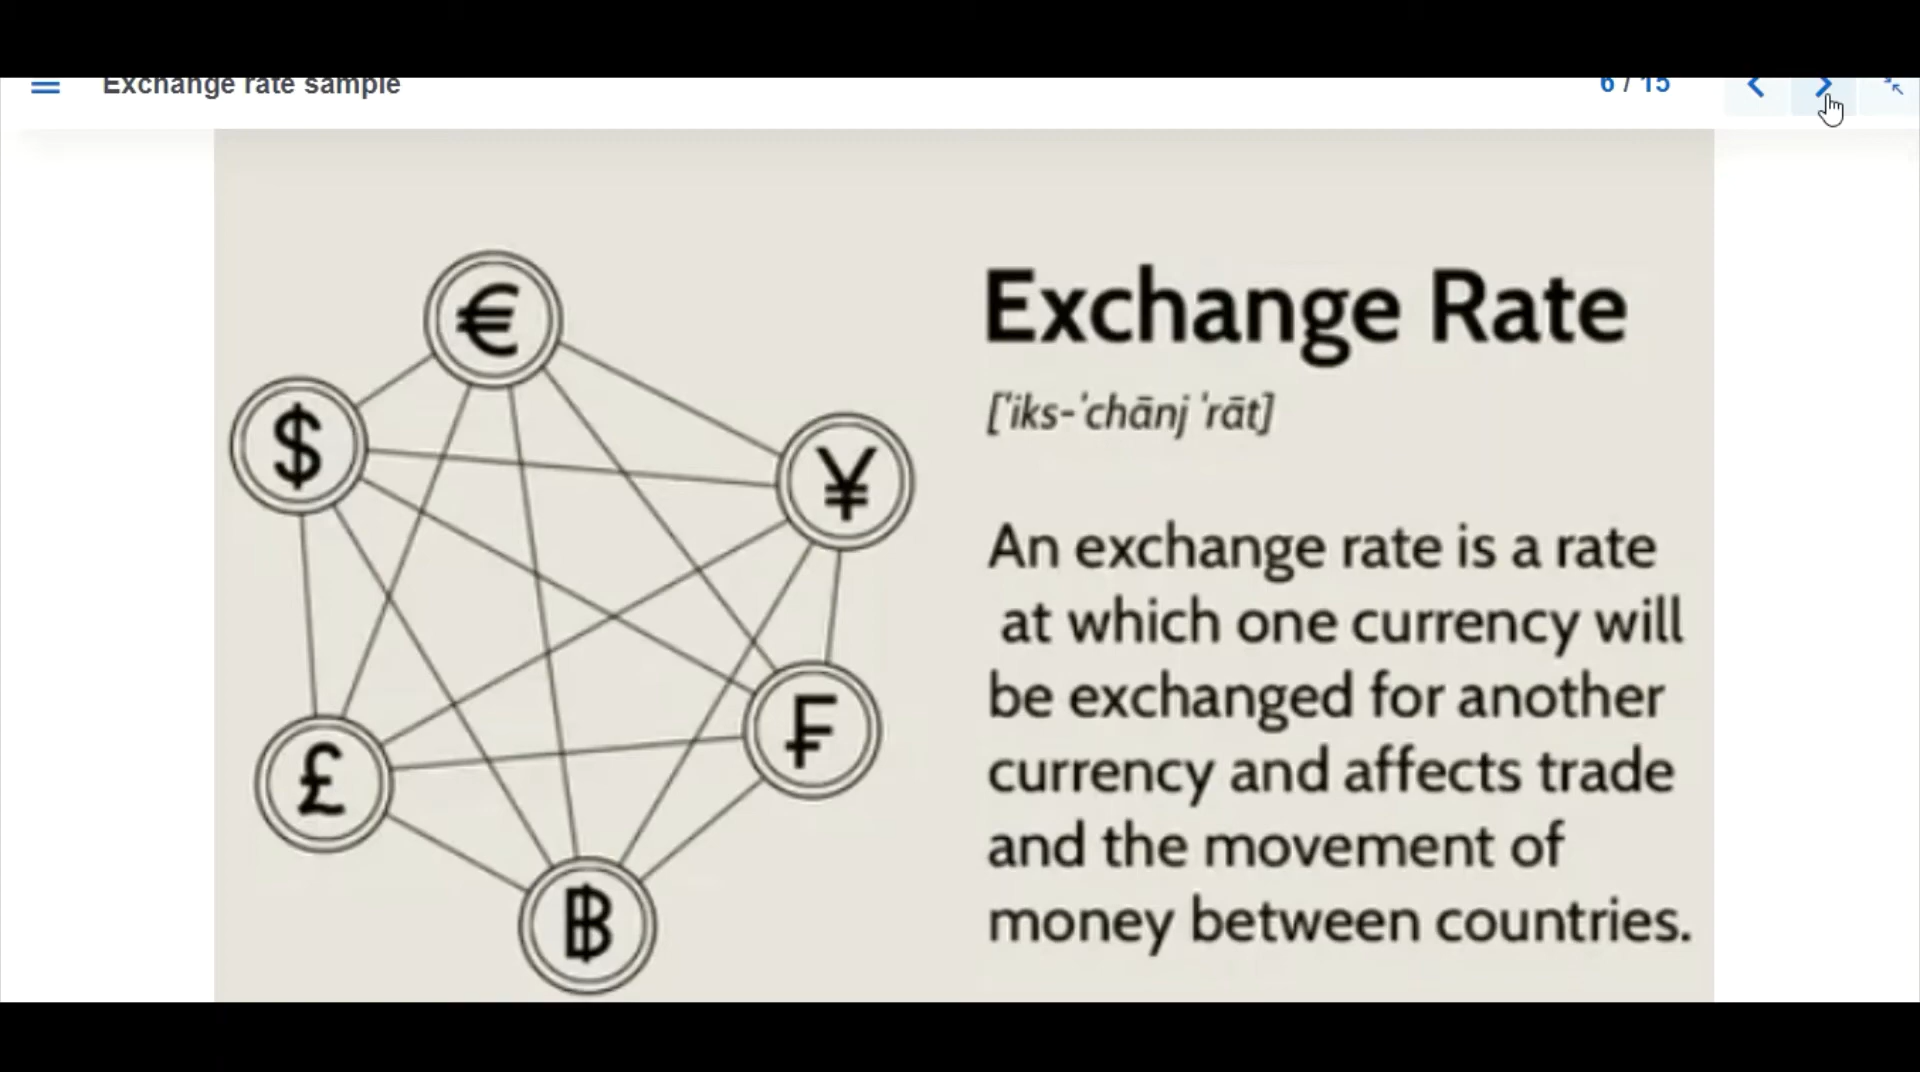 Exchange rate sample
6 / 15
€
$
¥
£
₣
฿
Exchange Rate
['iks-'chānj 'rāt]
An exchange rate is a rate
at which one currency will
be exchanged for another
currency and affects trade
and the movement of
money between countries.